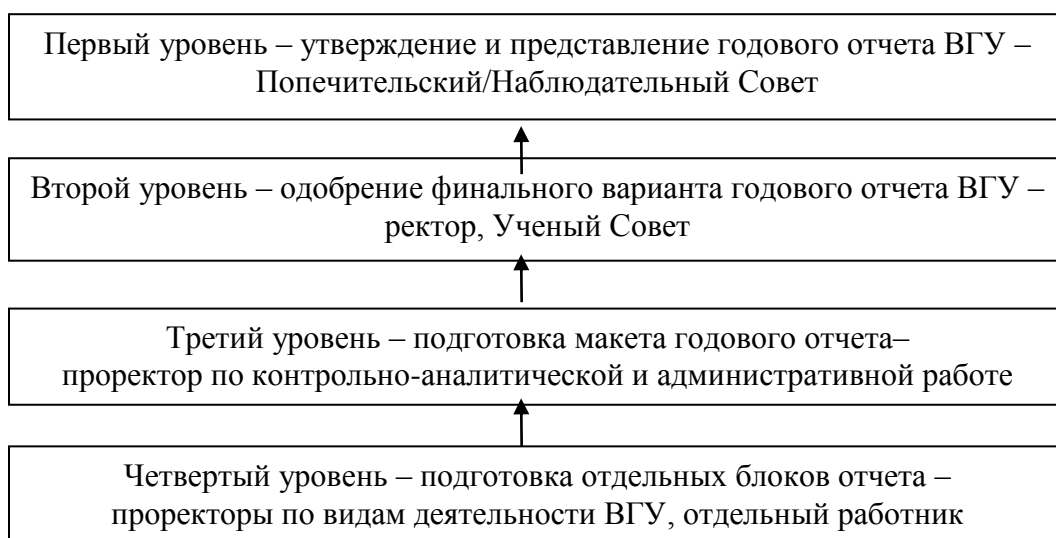 Первый уровень – утверждение и представление годового отчета ВГУ –
Попечительский/Наблюдательный Совет
Второй уровень – одобрение финального варианта годового отчета ВГУ –
ректор, Ученый Совет
Третий уровень – подготовка макета годового отчета–
проректор по контрольно-аналитической и административной работе
Четвертый уровень – подготовка отдельных блоков отчета –
проректоры по видам деятельности ВГУ, отдельный работник